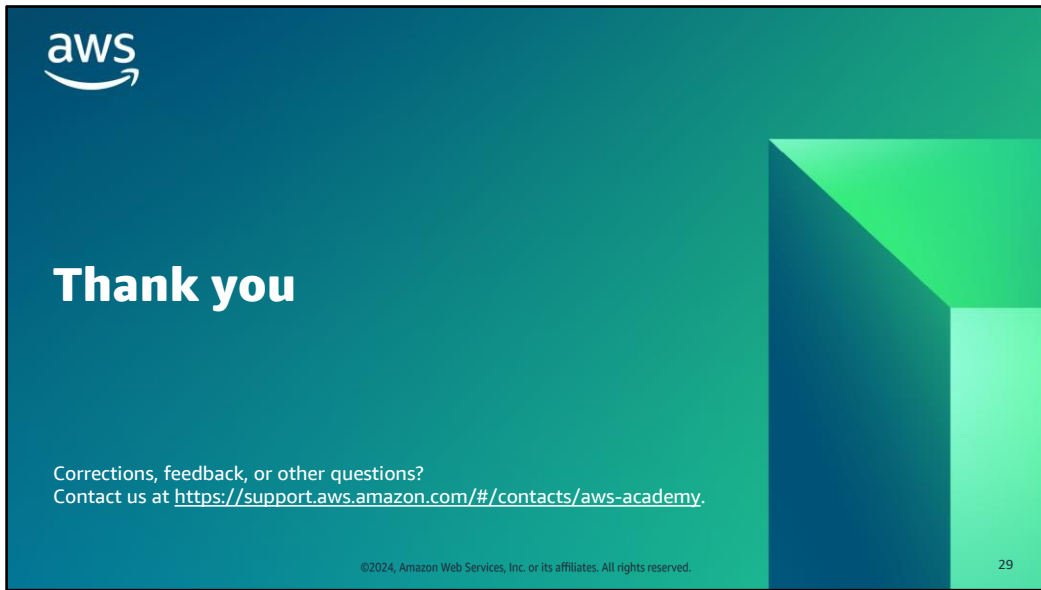 aws
Thank you
Corrections, feedback, or other questions?
Contact us at https://support.aws.amazon.com/#/contacts/aws-academy.
©2024, Amazon Web Services, Inc. or its affiliates. All rights reserved.
29